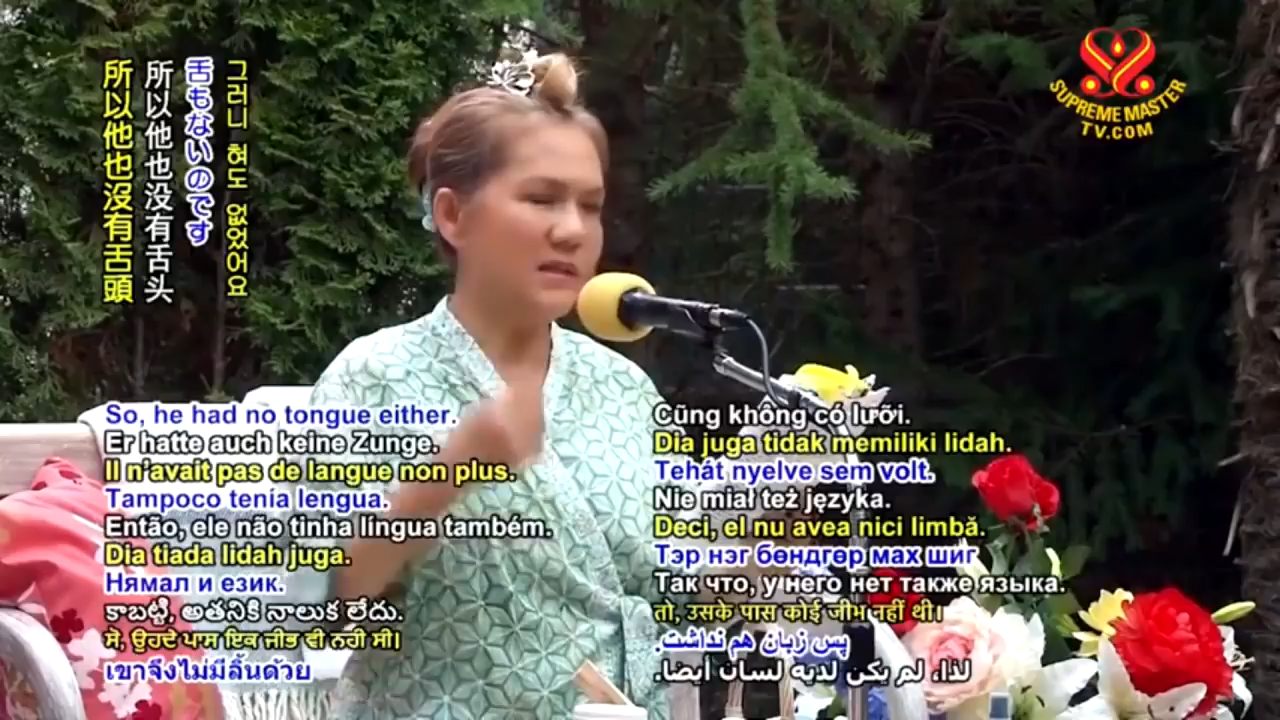 所以他也沒有舌頭
所以他也没有舌头
舌もないのです
그러니 혀도 없었어요
SUPREME MASTER
TV.COM
So, he had no tongue either.
Er hatte auch keine Zunge.
Il n'avait pas de langue non plus.
Tampoco tenía lengua.
Então, ele não tinha língua também.
Dia tiada lidah juga.
Нямал и език.
కాబట్టి, అతనికి నాలుక లేదు.
ਸੋ, ਉਹਦੇ ਪਾਸ ਇਕ ਜੀਭ ਵੀ ਨਹੀ ਸੀ।
เขาจึงไม่มีลิ้นด้วย
Cũng không có lưỡi.
Dia juga tidak memiliki lidah.
Tehát nyelve sem volt.
Nie miał też języka.
Deci, el nu avea nici limbă.
Тэр нэг бөндгөр мах шиг
Так что, у него нет также языка.
तो, उसके पास कोई जीभ नहीं थी।
پس زبان هم نداشت.
لذا، لم يكن لديه لسان أيضا.